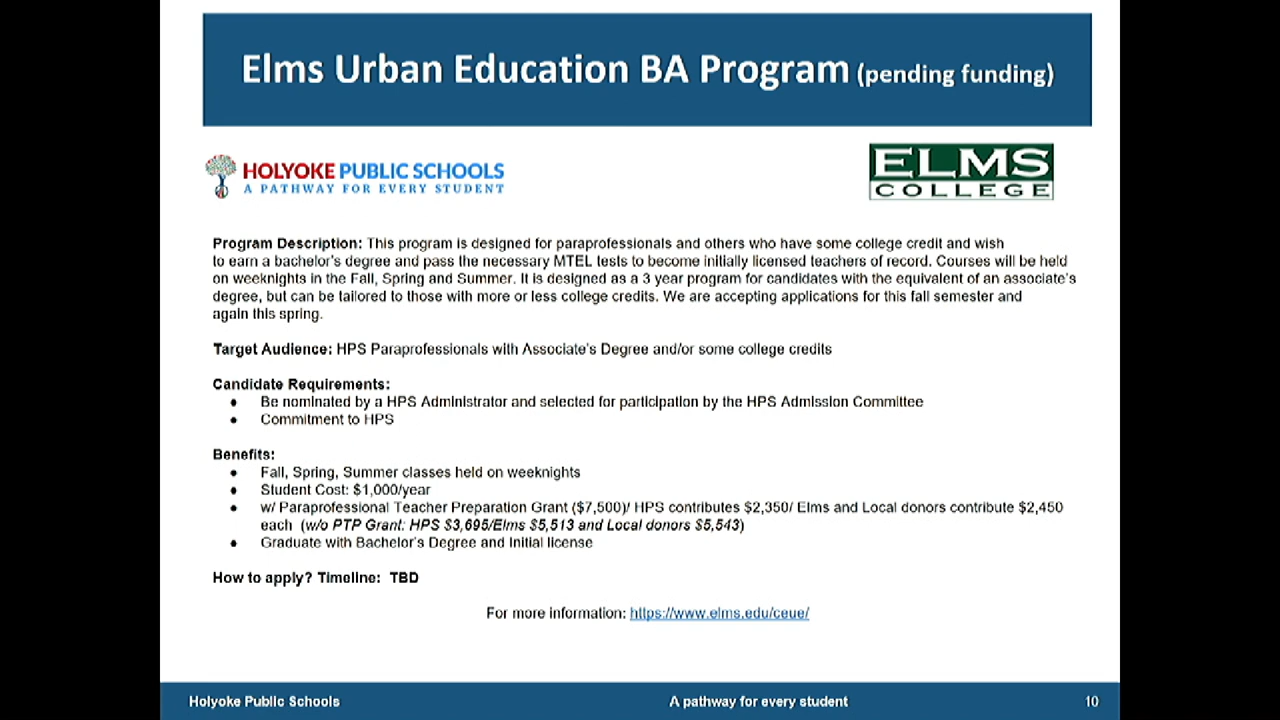 Elms Urban Education BA Program (pending funding)
HOLYOKE PUBLIC SCHOOLS
A PATHWAY FOR EVERY STUDENT
ELMS
COLLEGE
Program Description: This program is designed for paraprofessionals and others who have some college credit and wish
to earn a bachelor's degree and pass the necessary MTEL tests to become initially licensed teachers of record. Courses will be held
on weeknights in the Fall, Spring and Summer. It is designed as a 3 year program for candidates with the equivalent of an associate's
degree, but can be tailored to those with more or less college credits. We are accepting applications for this fall semester and
again this spring.
Target Audience: HPS Paraprofessionals with Associate's Degree and/or some college credits
Candidate Requirements:
● Be nominated by a HPS Administrator and selected for participation by the HPS Admission Committee
● Commitment to HPS
Benefits:
● Fall, Spring, Summer classes held on weeknights
● Student Cost: $1,000/year
● w/ Paraprofessional Teacher Preparation Grant ($7,500)/ HPS contributes $2,350/ Elms and Local donors contribute $2,450
each (w/o PTP Grant: HPS $3,695/Elms $5,513 and Local donors $5,543)
● Graduate with Bachelor's Degree and Initial license
How to apply? Timeline: TBD
For more information: https://www.elms.edu/ceue/
Holyoke Public Schools A pathway for every student 10